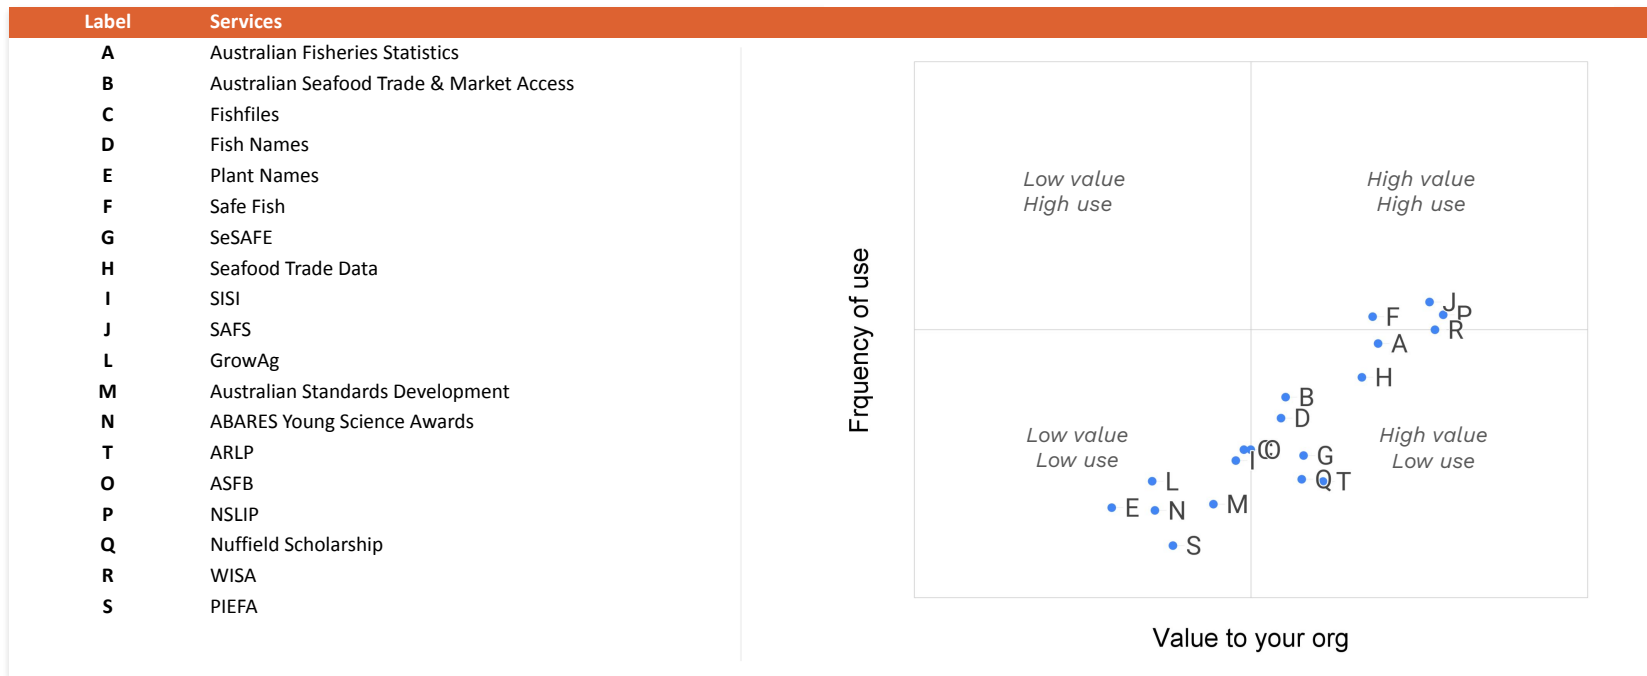 Label Services
A Australian Fisheries Statistics
B Australian Seafood Trade & Market Access
C Fishfiles
D Fish Names
E Plant Names
F Safe Fish
G SeSAFE
H Seafood Trade Data
I SISI
J SAFS
L GrowAg
M Australian Standards Development
N ABARES Young Science Awards
T ARLP
O ASFB
P NSLIP
Q Nuffield Scholarship
R WISA
S PIEFA
Frquency of use
Low value
High use
High value
High use
J
P
F
R
A
H
B
D
Low value
Low use
High value
Low use
C
O
I
G
L
Q
T
E
N
M
S
Value to your org